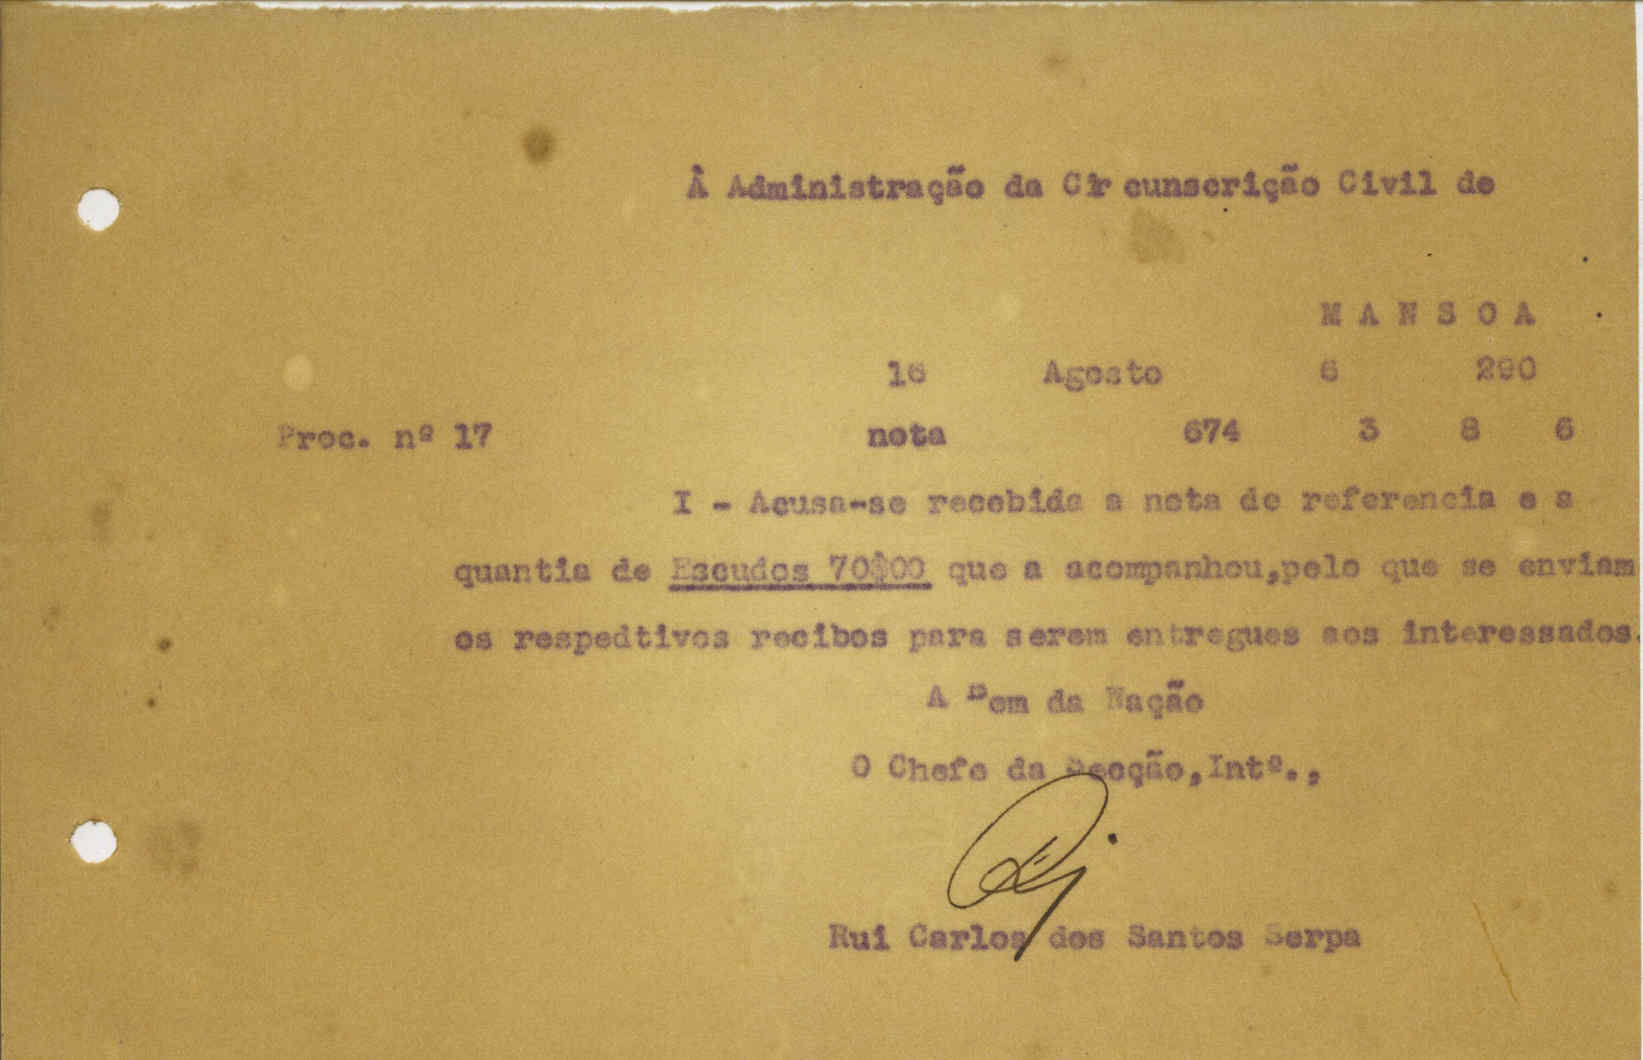 À Administração da Cir cunscrição Civil de
M A N S O A
16 Agosto 6 290
Proc. nº 17 nota 674 3 8 6
I - Acusa-se recebida a nota de referencia e a
quantia de Escudos 70$00 que a acompanhou,pelo que se enviam
os respedtivos recibos para serem entregues aos interessados.
A Bem da Nação
O Chefe da Secção,Intº.,
Rui Carlos dos Santos Serpa